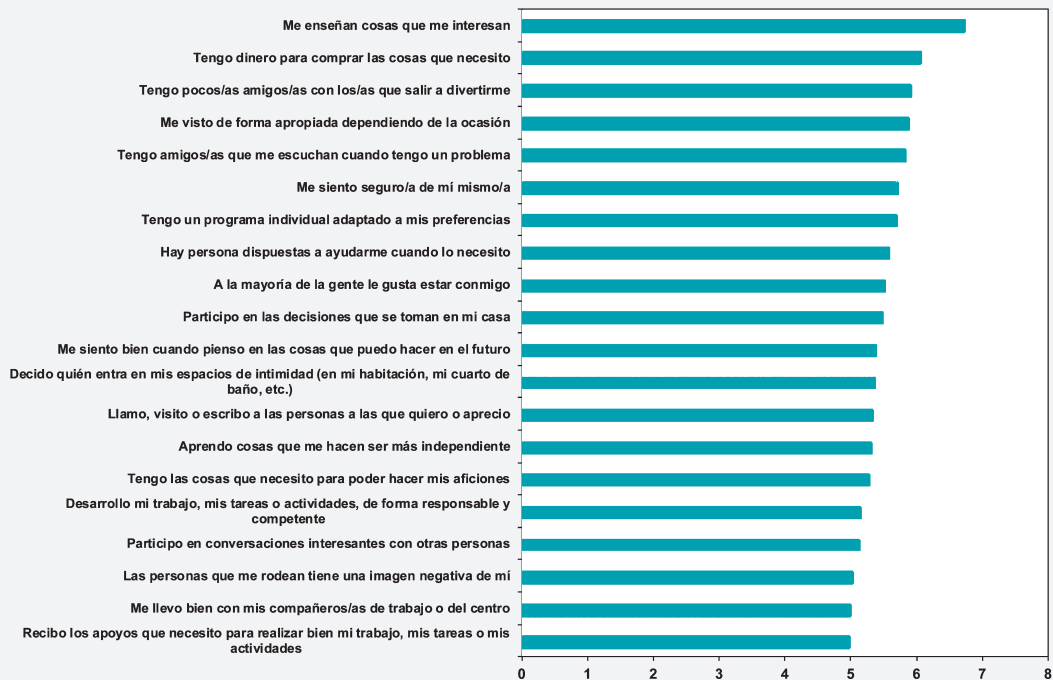 Me enseñan cosas que me interesan
Tengo dinero para comprar las cosas que necesito
Tengo pocos/as amigos/as con los/as que salir a divertirme
Me visto de forma apropiada dependiendo de la ocasión
Tengo amigos/as que me escuchan cuando tengo un problema
Me siento seguro/a de mí mismo/a
Tengo un programa individual adaptado a mis preferencias
Hay persona dispuestas a ayudarme cuando lo necesito
A la mayoría de la gente le gusta estar conmigo
Participo en las decisiones que se toman en mi casa
Me siento bien cuando pienso en las cosas que puedo hacer en el futuro
Decido quién entra en mis espacios de intimidad (en mi habitación, mi cuarto de
baño, etc.)
Llamo, visito o escribo a las personas a las que quiero o aprecio
Aprendo cosas que me hacen ser más independiente
Tengo las cosas que necesito para poder hacer mis aficiones
Desarrollo mi trabajo, mis tareas o actividades, de forma responsable y
competente
Participo en conversaciones interesantes con otras personas
Las personas que me rodean tiene una imagen negativa de mí
Me llevo bien con mis compañeros/as de trabajo o del centro
Recibo los apoyos que necesito para realizar bien mi trabajo, mis tareas o mis
actividades
0 1 2 3 4 5 6 7 8